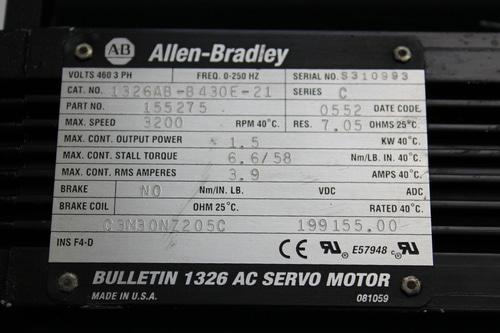 AB Allen-Bradley
VOLTS 460 3 PH FREQ. 0-250 HZ SERIAL NO. S310993
CAT. NO. 1326AB-B430E-21 SERIES C
PART NO. 155275 0552 DATE CODE
MAX. SPEED 3200 RPM 40°C. RES. 7.05 OHMS 25°C.
MAX. CONT. OUTPUT POWER 1.5 KW 40°C.
MAX. CONT. STALL TORQUE 6.6/58 Nm/LB. IN. 40°C.
MAX. CONT. RMS AMPERES 3.9 AMPS 40°C.
BRAKE NO Nm/IN. LB. VDC ADC
BRAKE COIL OHM 25°C. RATED 40°C.
Q3M30NZ205C 199155.00
INS F4-D CE RU E57948 c RU
BULLETIN 1326 AC SERVO MOTOR
MADE IN U.S.A. 081059